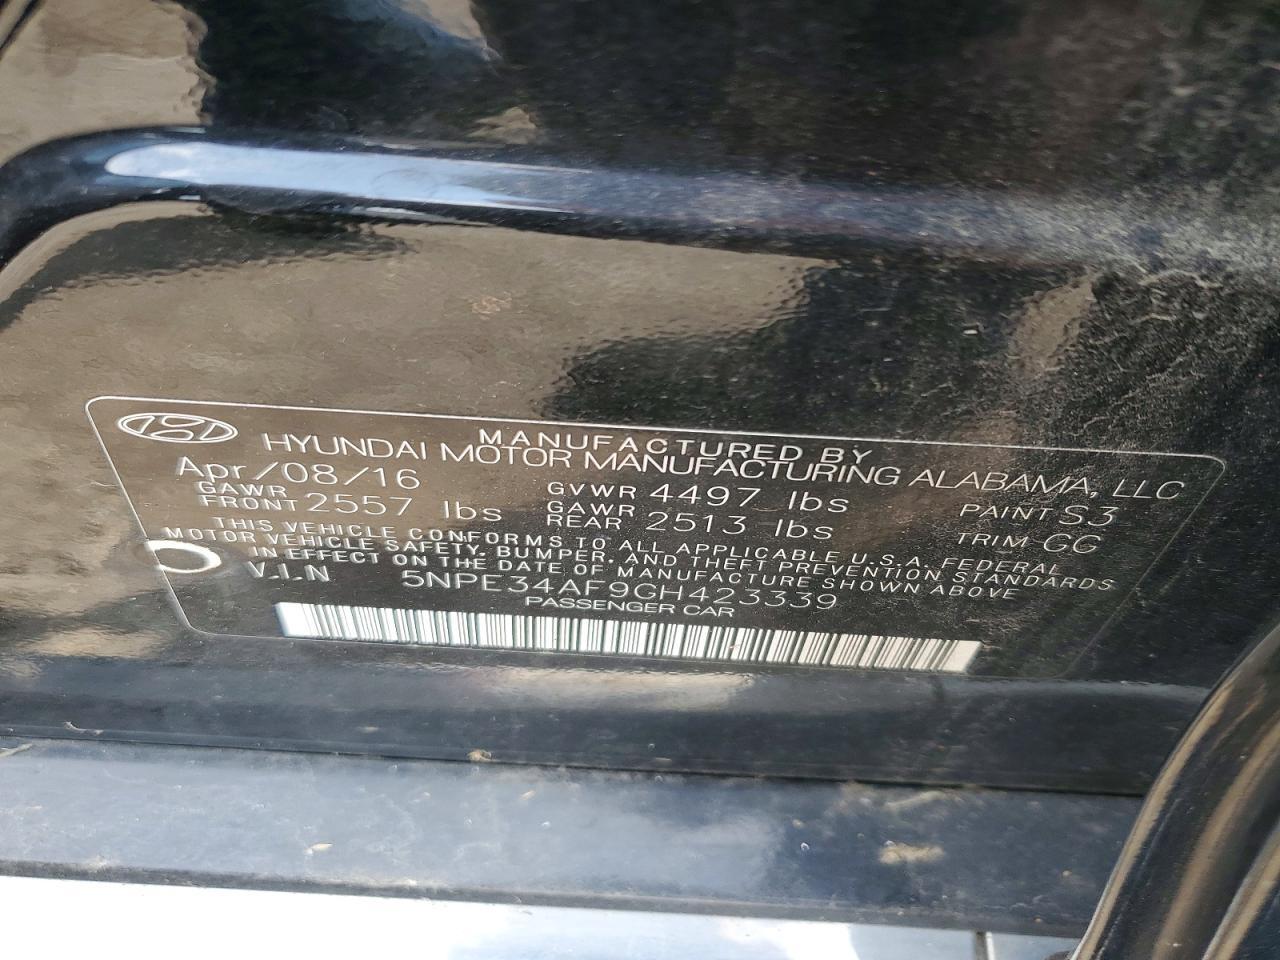 MANUFACTURED BY
HYUNDAI MOTOR MANUFACTURING ALABAMA, LLC
Apr/08/16 GVWR 4497 lbs PAINT S3
GAWR FRONT 2557 lbs GAWR REAR 2513 lbs TRIM GG
THIS VEHICLE CONFORMS TO ALL APPLICABLE U.S.A. FEDERAL
MOTOR VEHICLE SAFETY, BUMPER, AND THEFT PREVENTION STANDARDS
IN EFFECT ON THE DATE OF MANUFACTURE SHOWN ABOVE
V.I.N 5NPE34AF9GH423339
PASSENGER CAR